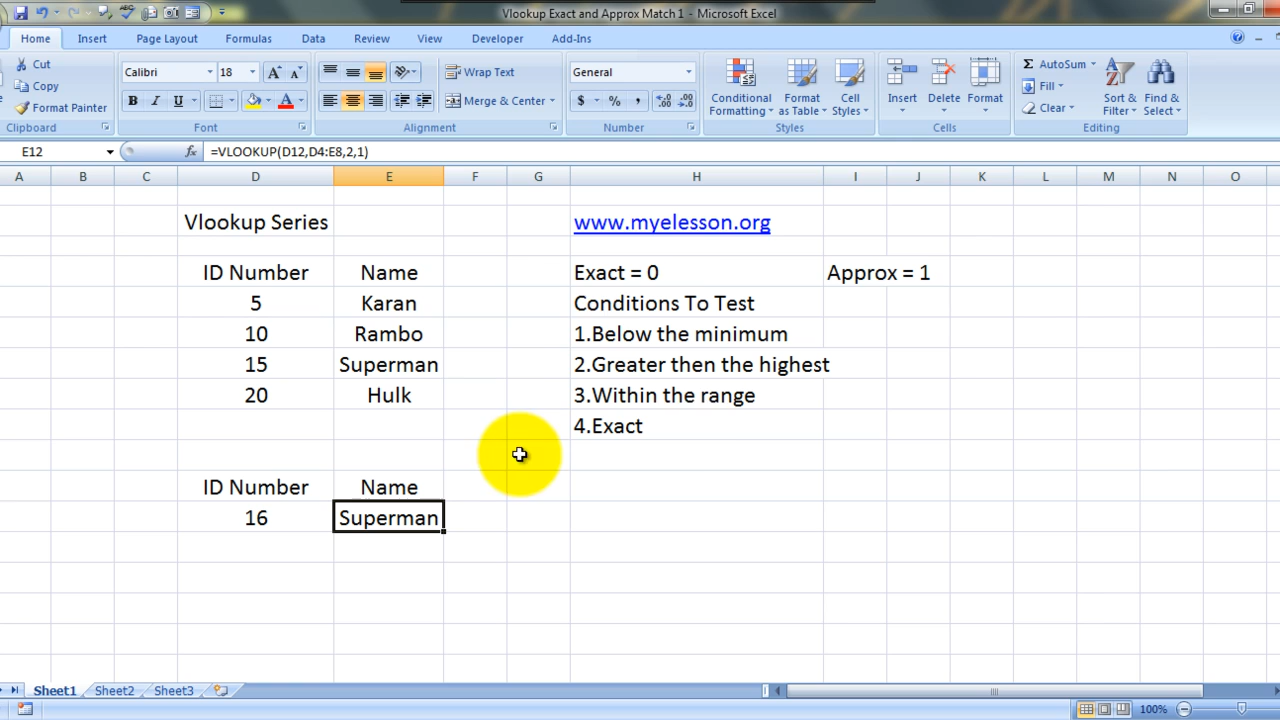 Vlookup Exact and Approx Match 1 - Microsoft Excel
Home Insert Page Layout Formulas Data Review View Developer Add-Ins
Cut
Copy
Format Painter
Clipboard
Calibri 18
B I U
Font
Wrap Text
Merge & Center
Alignment
General
$ % ,
Number
Conditional Formatting
Format as Table
Cell Styles
Styles
Insert Delete Format
Cells
AutoSum
Fill
Clear
Sort & Filter
Find & Select
Editing
E12 fx =VLOOKUP(D12,D4:E8,2,1)
A B C D E F G H I J K L M N O
Vlookup Series www.myelesson.org
ID Number Name Exact = 0 Approx = 1
5 Karan Conditions To Test
10 Rambo 1.Below the minimum
15 Superman 2.Greater then the highest
20 Hulk 3.Within the range
4.Exact
ID Number Name
16 Superman
Sheet1 Sheet2 Sheet3
100%